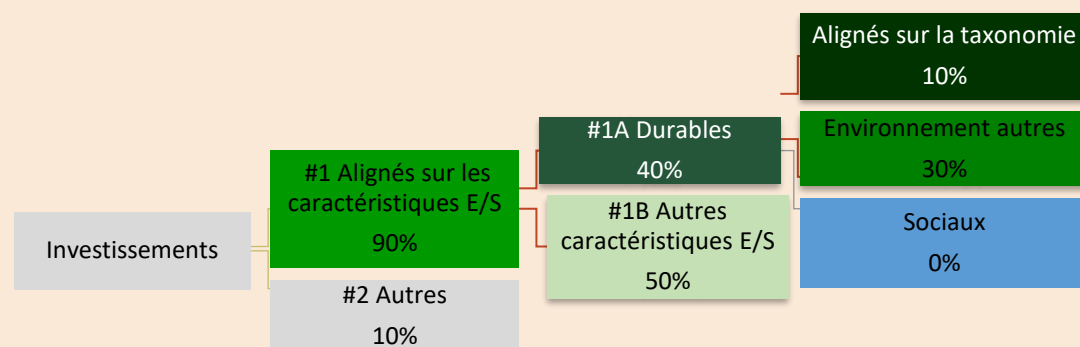 Investissements
#1 Alignés sur les
caractéristiques E/S
90%
#2 Autres
10%
#1A Durables
40%
#1B Autres
caractéristiques E/S
50%
Alignés sur la taxonomie
10%
Environnement autres
30%
Sociaux
0%